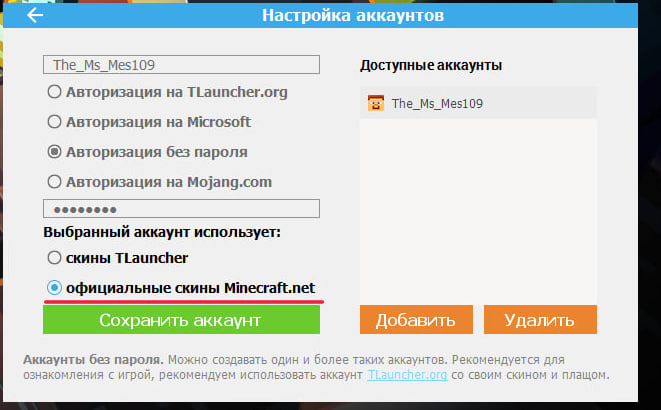 Настройка аккаунтов
The_Ms_Mes109
Авторизация на TLauncher.org
Авторизация на Microsoft
Авторизация без пароля
Авторизация на Mojang.com
●●●●●●●●
Выбранный аккаунт использует:
скины TLauncher
официальные скины Minecraft.net
Сохранить аккаунт
Доступные аккаунты
The_Ms_Mes109
Добавить
Удалить
Аккаунты без пароля. Можно создавать один и более таких аккаунтов. Рекомендуется для
ознакомления с игрой, рекомендуем использовать аккаунт TLauncher.org со своим скином и плащом.